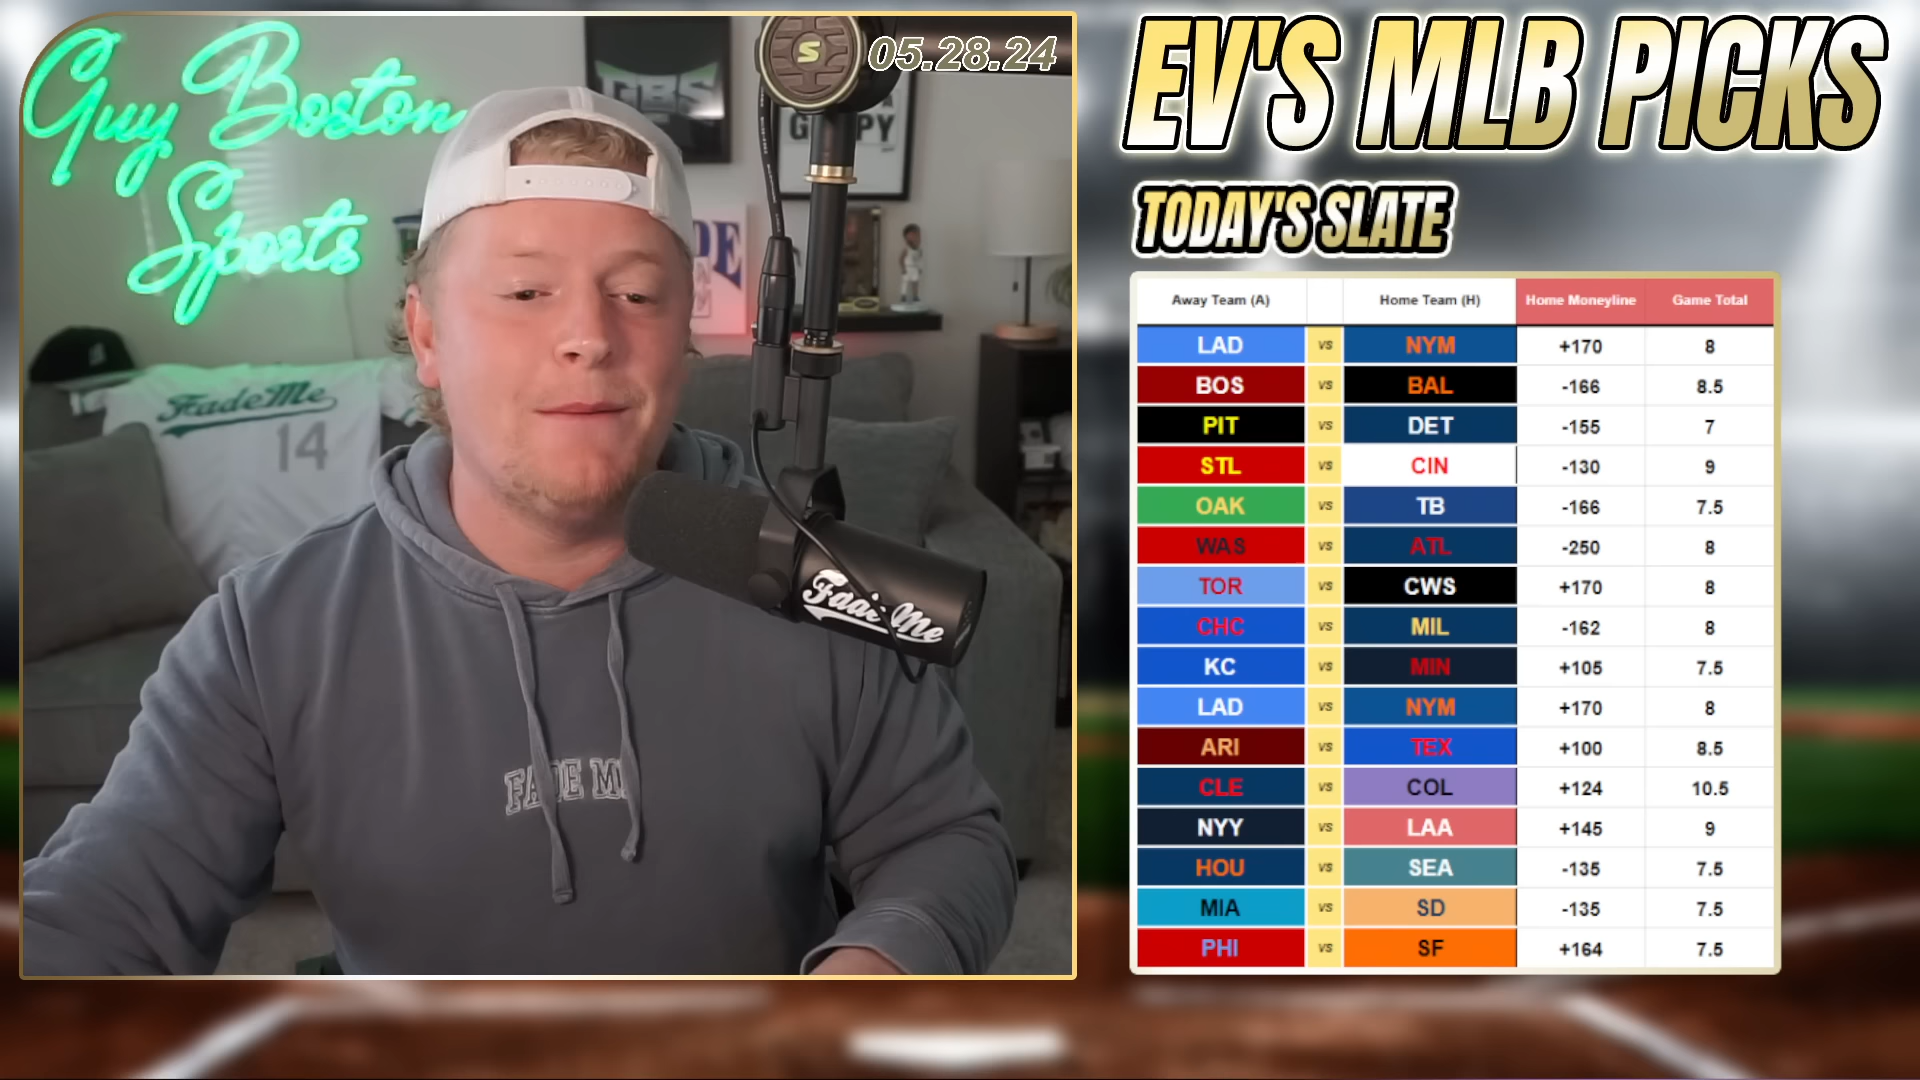 Guy Boston
Sports
GBS
05.28.24
FadeMe
14
Fade Me
FADE M
EV'S MLB PICKS
TODAY'S SLATE
Away Team (A) Home Team (H) Home Moneyline Game Total
LAD vs NYM +170 8
BOS vs BAL -166 8.5
PIT vs DET -155 7
STL vs CIN -130 9
OAK vs TB -166 7.5
WAS vs ATL -250 8
TOR vs CWS +170 8
CHC vs MIL -162 8
KC vs MIN +105 7.5
LAD vs NYM +170 8
ARI vs TEX +100 8.5
CLE vs COL +124 10.5
NYY vs LAA +145 9
HOU vs SEA -135 7.5
MIA vs SD -135 7.5
PHI vs SF +164 7.5